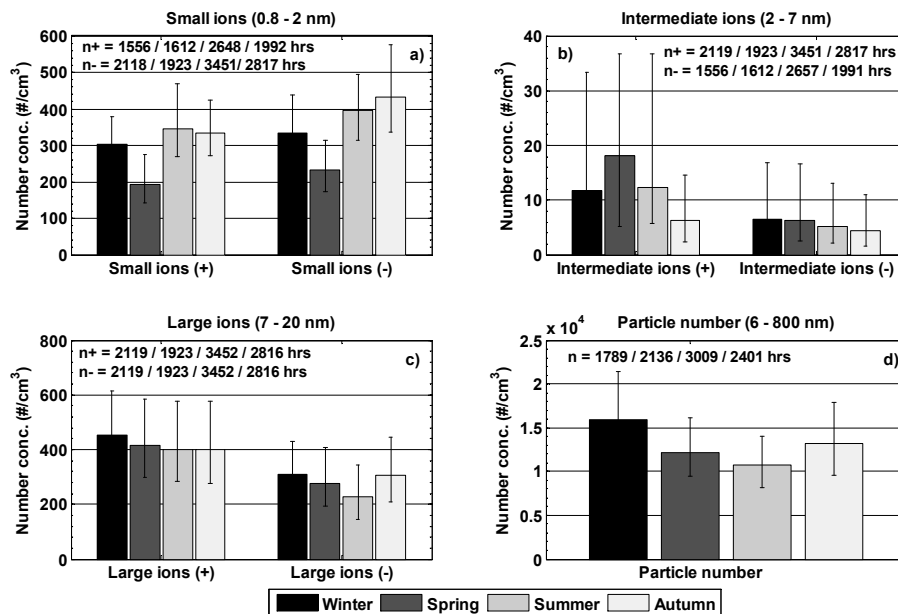 Small ions (0.8 - 2 nm)
n+ = 1556 / 1612 / 2648 / 1992 hrs
n- = 2118 / 1923 / 3451/ 2817 hrs
a)
Number conc. (#/cm³)
600
500
400
300
200
100
0
Small ions (+)
Small ions (-)
Intermediate ions (2 - 7 nm)
b)
n+ = 2119 / 1923 / 3451 / 2817 hrs
n- = 1556 / 1612 / 2657 / 1991 hrs
Number conc. (#/cm³)
40
30
20
10
0
Intermediate ions (+)
Intermediate ions (-)
Large ions (7 - 20 nm)
n+ = 2119 / 1923 / 3452 / 2816 hrs
n- = 2119 / 1923 / 3452 / 2816 hrs
c)
Number conc. (#/cm³)
800
600
400
200
0
Large ions (+)
Large ions (-)
Particle number (6 - 800 nm)
x 10⁴
n = 1789 / 2136 / 3009 / 2401 hrs
d)
Number conc. (#/cm³)
2.5
2
1.5
1
0.5
0
Particle number
Winter
Spring
Summer
Autumn